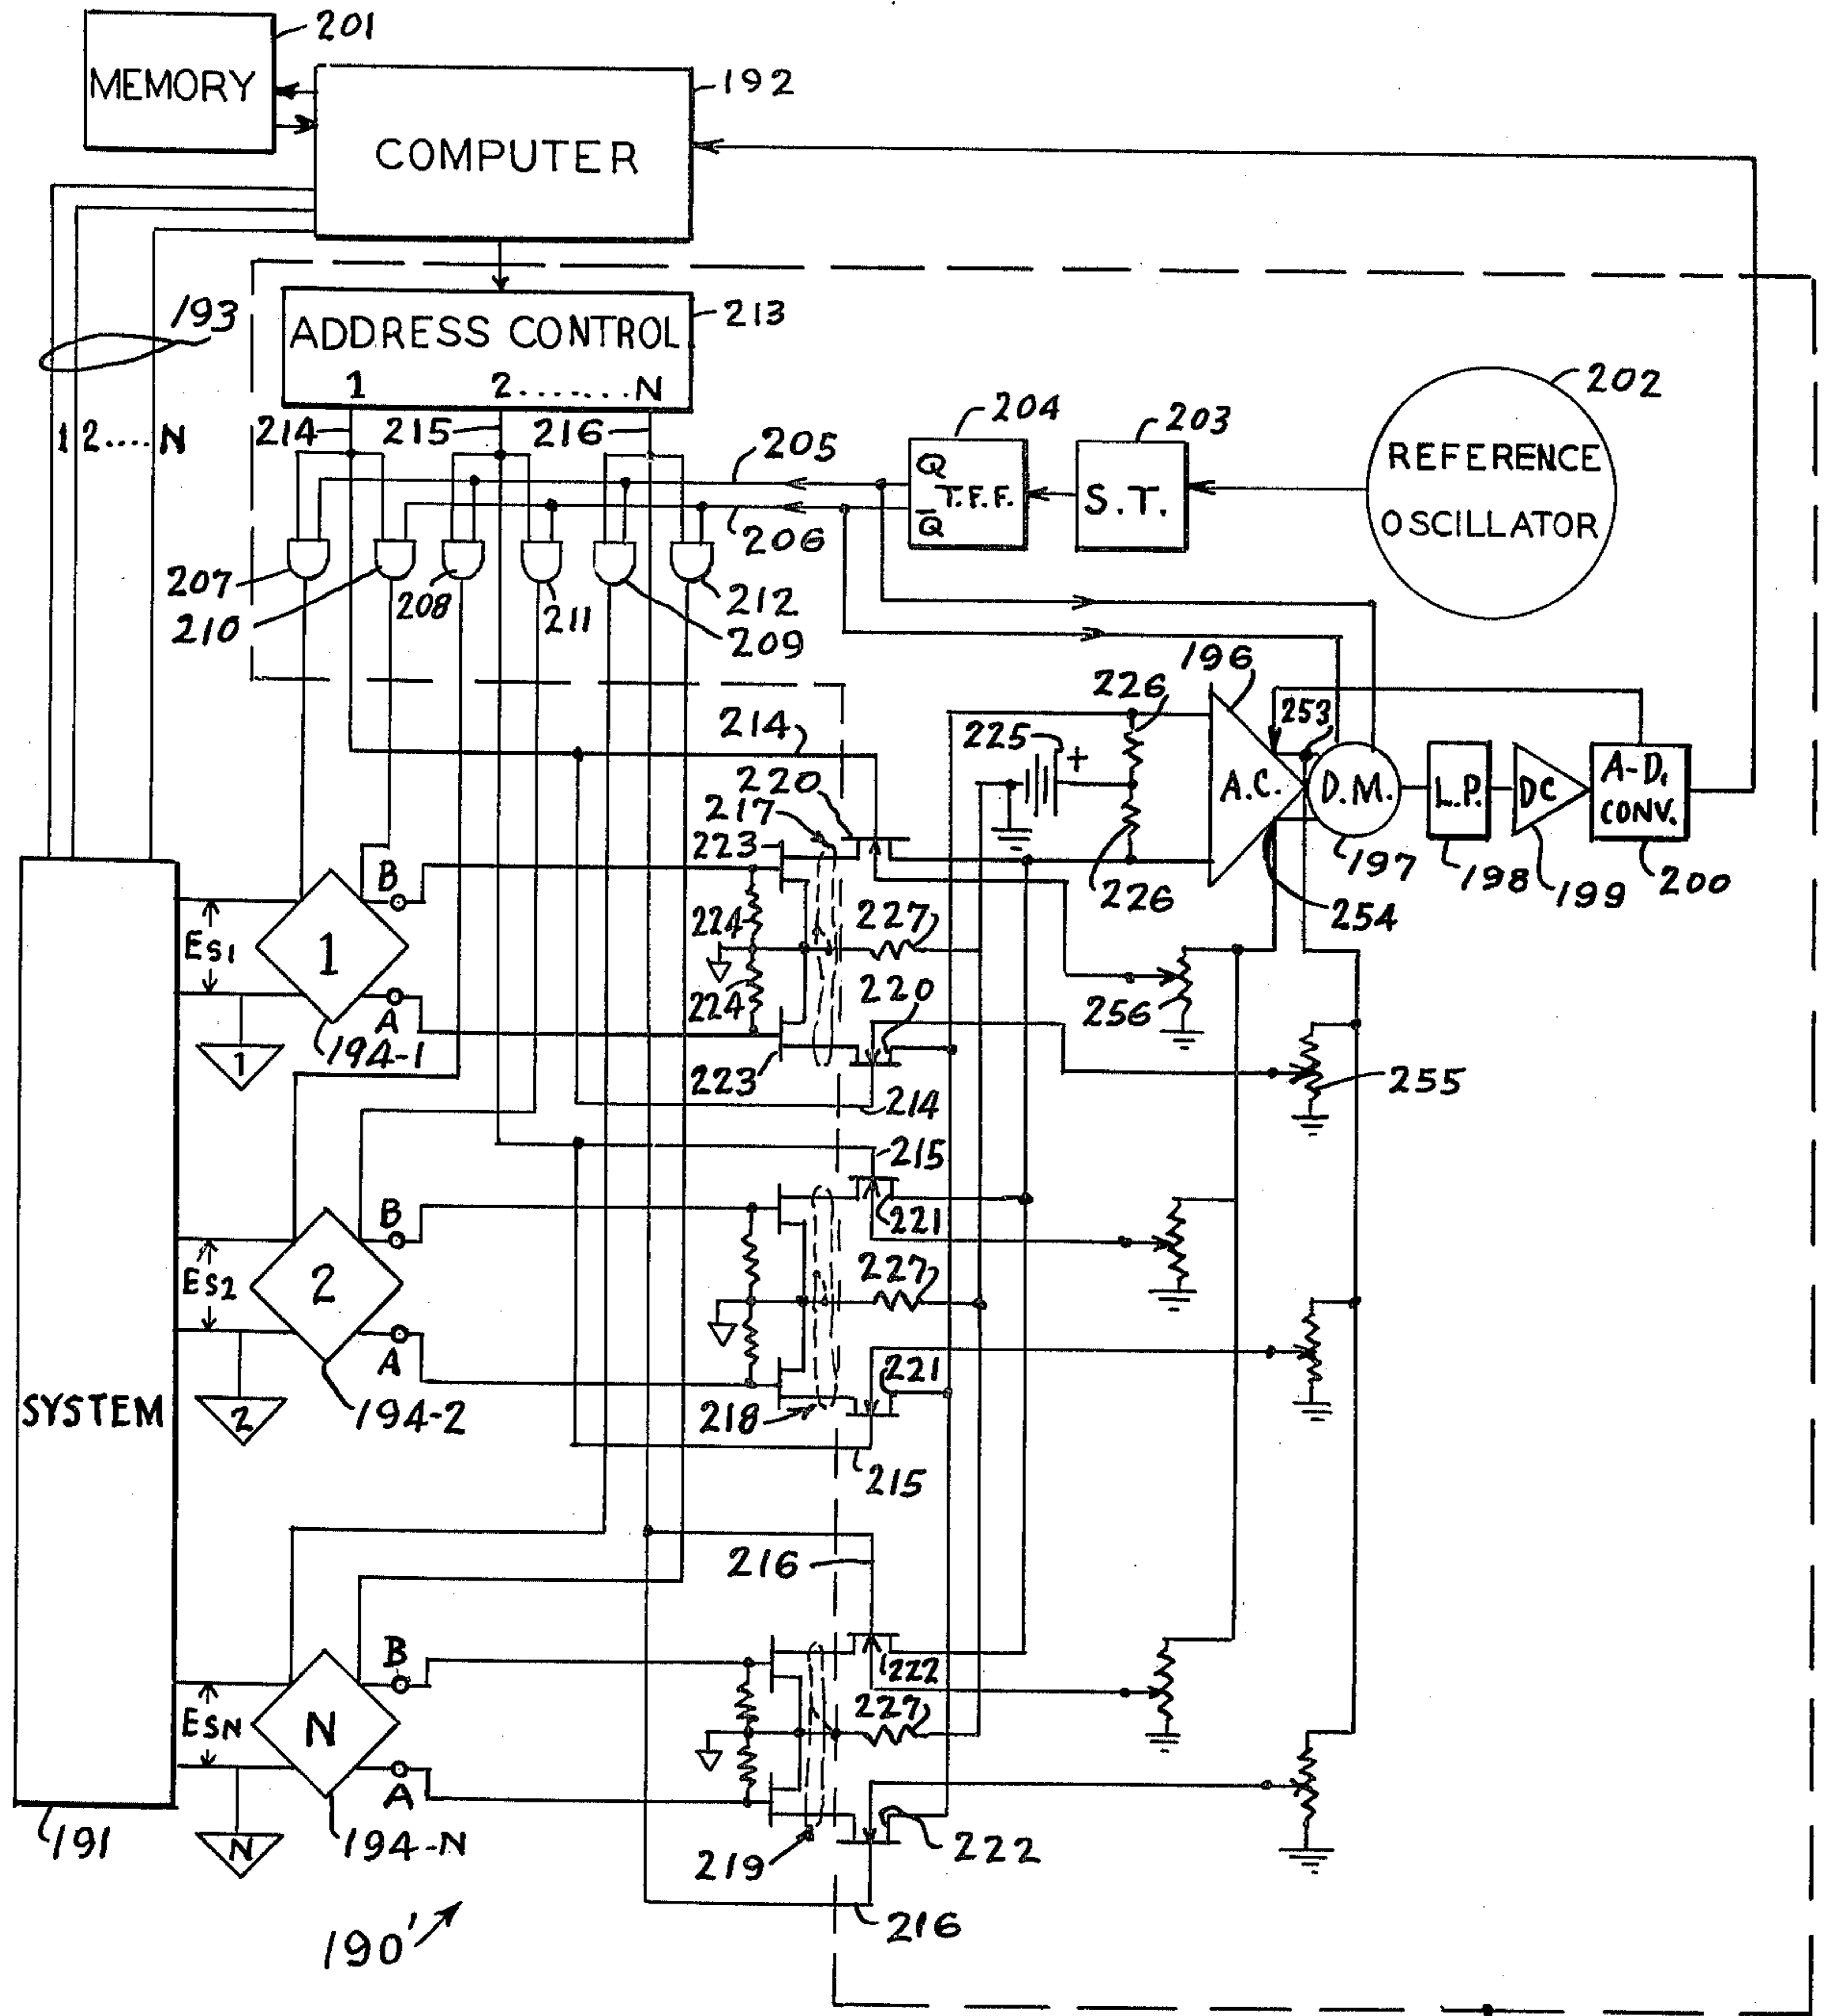 201
MEMORY
192
COMPUTER
193
ADDRESS CONTROL
213
1 2.......N
202
REFERENCE
OSCILLATOR
12....N
214
215
216
205
204
203
Q
T.F.F.
Q̅
S.T.
206
207
210
208
211
212
209
196
226
253
214
225
+
220
217
A.C.
D.M.
L.P.
DC
A-D.
CONV.
223
B
197
198
199
200
226
254
ES1
1
224
227
224
220
256
A
194-1
1
223
214
255
215
B
221
ES2
2
227
A
221
SYSTEM
2
194-2
218
215
216
B
222
ESN
N
227
A
191
N
194-N
219
222
190'
216